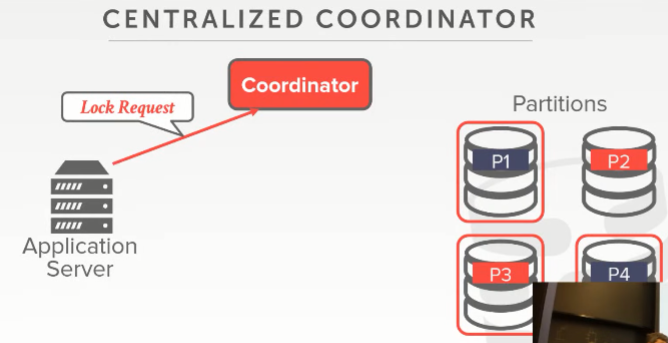 CENTRALIZED COORDINATOR
Coordinator
Lock Request
Application
Server
Partitions
P1
P2
P3
P4